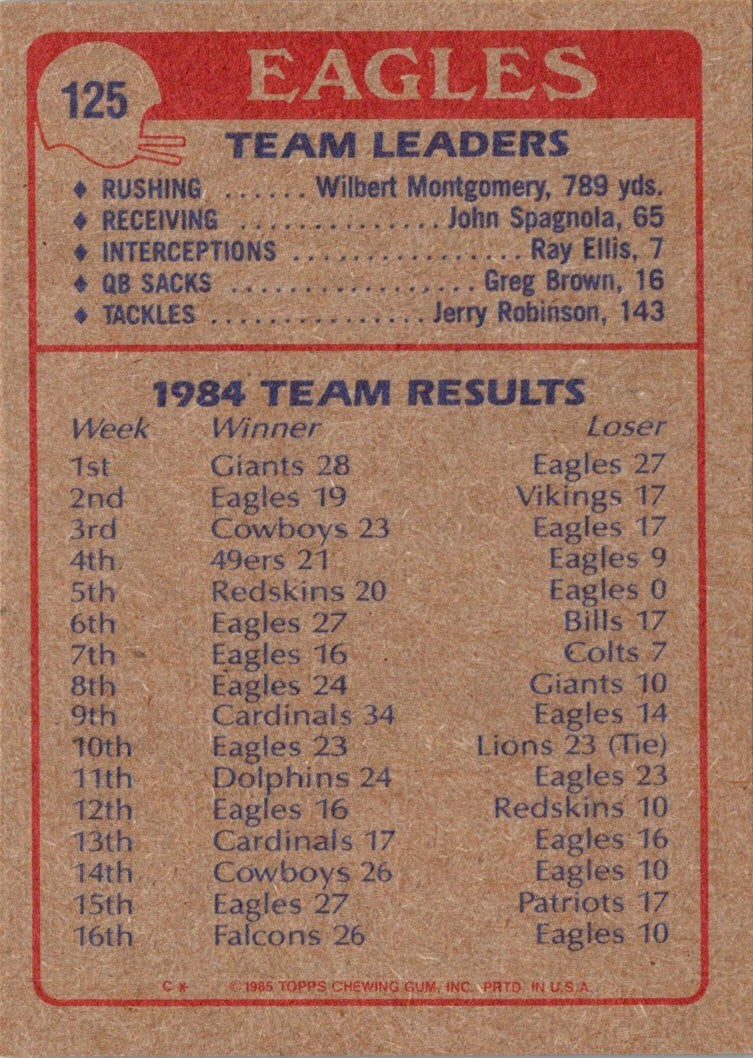 125
EAGLES
TEAM LEADERS
♦ RUSHING ...... Wilbert Montgomery, 789 yds.
♦ RECEIVING ............... John Spagnola, 65
♦ INTERCEPTIONS ................. Ray Ellis, 7
♦ QB SACKS .................. Greg Brown, 16
♦ TACKLES ................ Jerry Robinson, 143
1984 TEAM RESULTS
Week Winner Loser
1st Giants 28 Eagles 27
2nd Eagles 19 Vikings 17
3rd Cowboys 23 Eagles 17
4th 49ers 21 Eagles 9
5th Redskins 20 Eagles 0
6th Eagles 27 Bills 17
7th Eagles 16 Colts 7
8th Eagles 24 Giants 10
9th Cardinals 34 Eagles 14
10th Eagles 23 Lions 23 (Tie)
11th Dolphins 24 Eagles 23
12th Eagles 16 Redskins 10
13th Cardinals 17 Eagles 16
14th Cowboys 26 Eagles 10
15th Eagles 27 Patriots 17
16th Falcons 26 Eagles 10
C * © 1985 TOPPS CHEWING GUM, INC. PRTD. IN U.S.A.